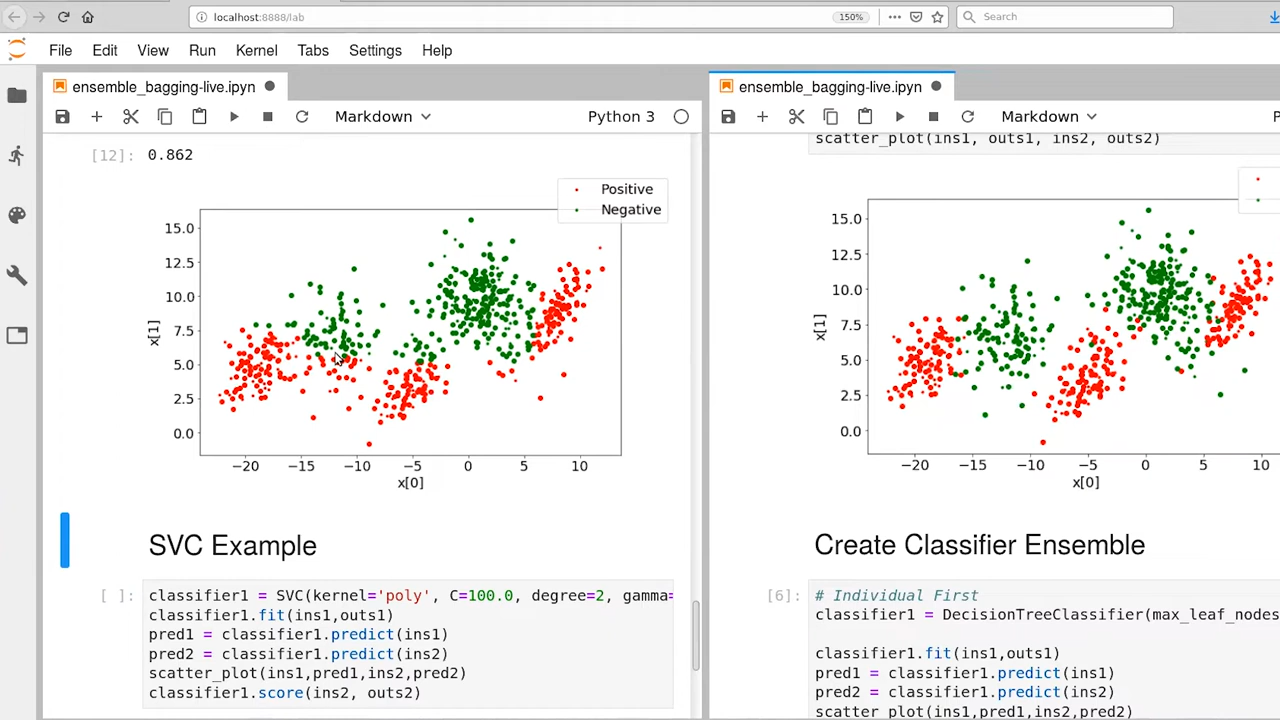 localhost:8888/lab
150%
Search
File Edit View Run Kernel Tabs Settings Help
ensemble_bagging-live.ipynb
Markdown
Python 3
[12]: 0.862
Positive
Negative
15.0
12.5
10.0
7.5
5.0
2.5
0.0
x[1]
−20 −15 −10 −5 0 5 10
x[0]
SVC Example
[ ]: classifier1 = SVC(kernel='poly', C=100.0, degree=2, gamma=
classifier1.fit(ins1,outs1)
pred1 = classifier1.predict(ins1)
pred2 = classifier1.predict(ins2)
scatter_plot(ins1,pred1,ins2,pred2)
classifier1.score(ins2, outs2)
ensemble_bagging-live.ipynb
Markdown
P
scatter_plot(ins1, outs1, ins2, outs2)
15.0
12.5
10.0
7.5
5.0
2.5
0.0
x[1]
−20 −15 −10 −5 0 5 10
x[0]
Create Classifier Ensemble
[6]: # Individual First
classifier1 = DecisionTreeClassifier(max_leaf_nodes
classifier1.fit(ins1,outs1)
pred1 = classifier1.predict(ins1)
pred2 = classifier1.predict(ins2)
scatter_plot(ins1,pred1,ins2,pred2)